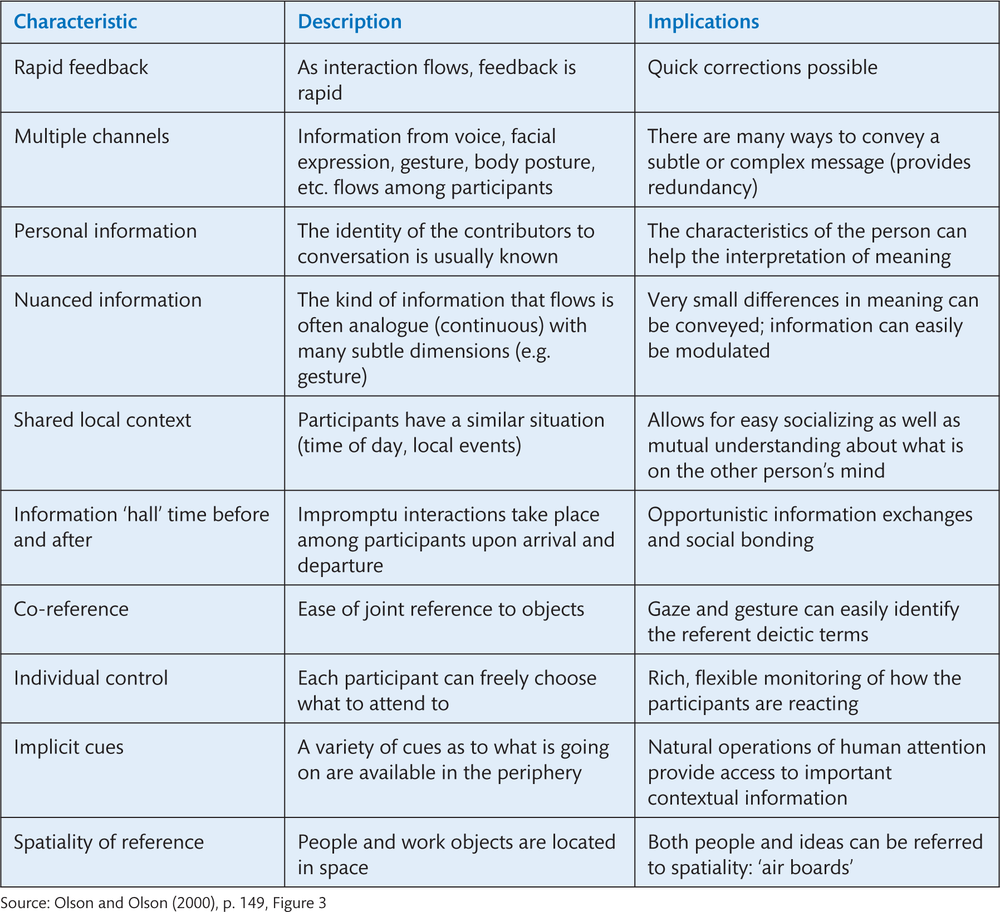 Characteristic
Description
Implications
Rapid feedback
As interaction flows, feedback is
rapid
Quick corrections possible
Multiple channels
Information from voice, facial
expression, gesture, body posture,
etc. flows among participants
There are many ways to convey a
subtle or complex message (provides
redundancy)
Personal information
The identity of the contributors to
conversation is usually known
The characteristics of the person can
help the interpretation of meaning
Nuanced information
The kind of information that flows is
often analogue (continuous) with
many subtle dimensions (e.g.
gesture)
Very small differences in meaning can
be conveyed; information can easily
be modulated
Shared local context
Participants have a similar situation
(time of day, local events)
Allows for easy socializing as well as
mutual understanding about what is
on the other person’s mind
Information ‘hall’ time before
and after
Impromptu interactions take place
among participants upon arrival and
departure
Opportunistic information exchanges
and social bonding
Co-reference
Ease of joint reference to objects
Gaze and gesture can easily identify
the referent deictic terms
Individual control
Each participant can freely choose
what to attend to
Rich, flexible monitoring of how the
participants are reacting
Implicit cues
A variety of cues as to what is going
on are available in the periphery
Natural operations of human attention
provide access to important
contextual information
Spatiality of reference
People and work objects are located
in space
Both people and ideas can be referred
to spatiality: ‘air boards’
Source: Olson and Olson (2000), p. 149, Figure 3